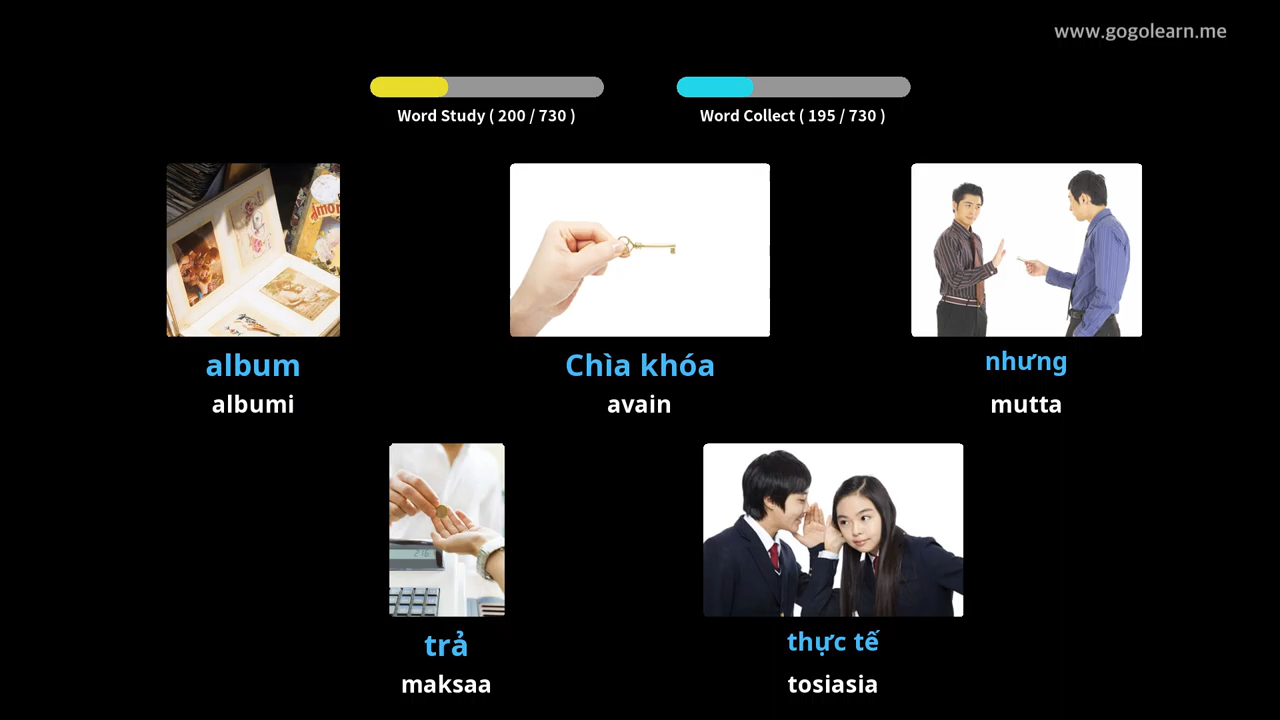 www.gogolearn.me
Word Study ( 200 / 730 )
Word Collect ( 195 / 730 )
album
albumi
Chìa khóa
avain
nhưng
mutta
trả
maksaa
thực tế
tosiasia